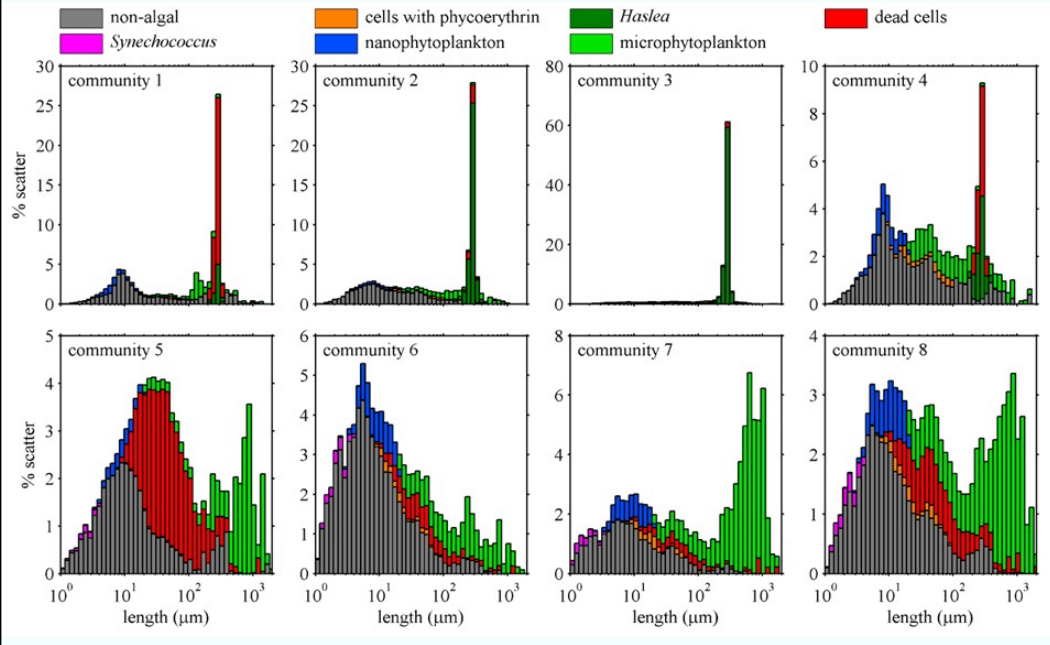 non-algal cells with phycoerythrin Haslea dead cells
Synechococcus nanophytoplankton microphytoplankton
community 1 community 2 community 3 community 4
30 30 80 10
25 25 8
20 20 60
15 15 40 6
10 10 4
5 5 20 2
0 0 0 0
% scatter
community 5 community 6 community 7 community 8
5 6 8 4
4 5 6 3
3 4
2 3 4 2
1 2 2 1
0 1 0 0
0
% scatter
10⁰ 10¹ 10² 10³ 10⁰ 10¹ 10² 10³ 10⁰ 10¹ 10² 10³ 10⁰ 10¹ 10² 10³
length (μm) length (μm) length (μm) length (μm)